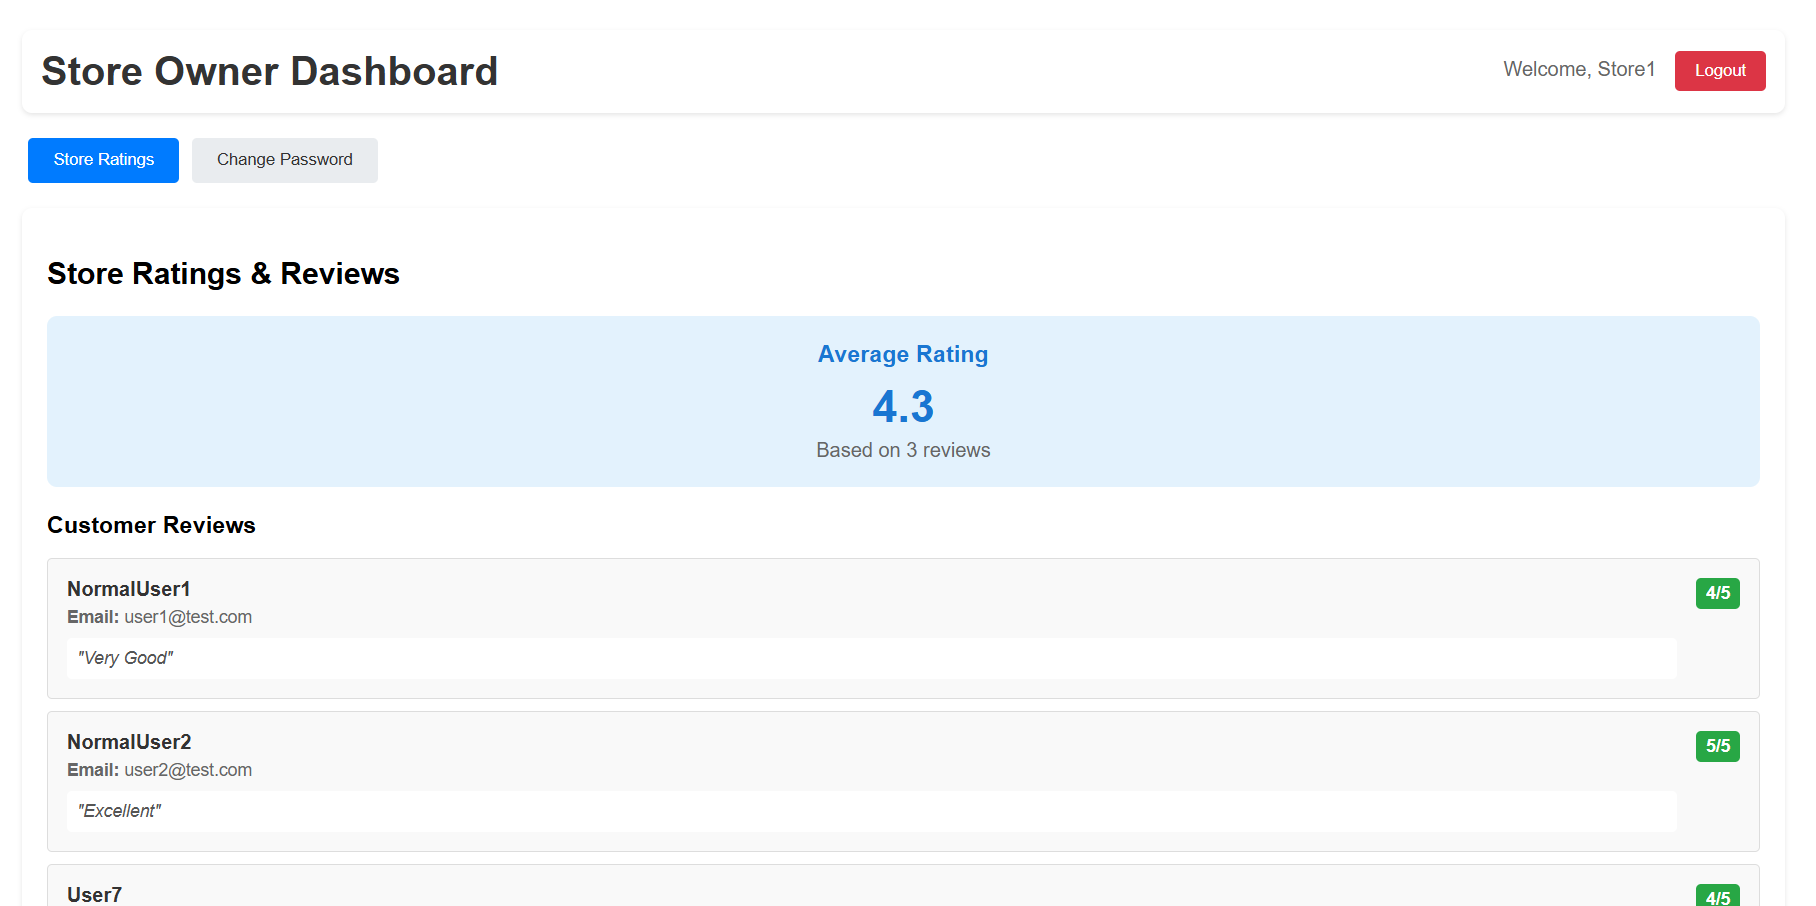 Store Owner Dashboard
Welcome, Store1
Logout
Store Ratings
Change Password
Store Ratings & Reviews
Average Rating
4.3
Based on 3 reviews
Customer Reviews
NormalUser1
4/5
Email: user1@test.com
"Very Good"
NormalUser2
5/5
Email: user2@test.com
"Excellent"
User7
4/5